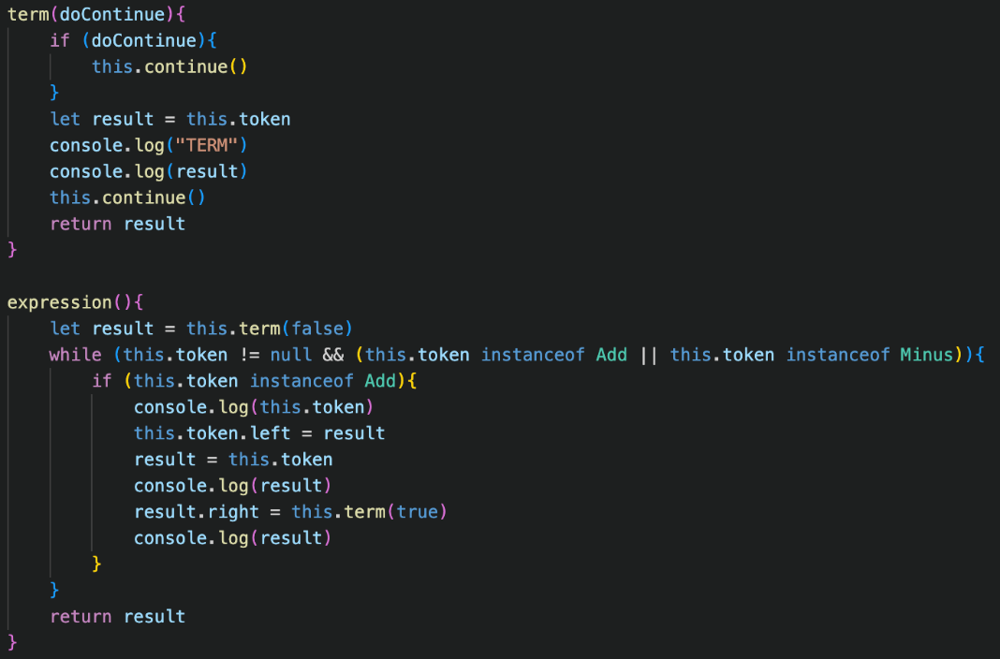 term(doContinue){
    if (doContinue){
        this.continue()
    }
    let result = this.token
    console.log("TERM")
    console.log(result)
    this.continue()
    return result
}

expression(){
    let result = this.term(false)
    while (this.token != null && (this.token instanceof Add || this.token instanceof Minus)){
        if (this.token instanceof Add){
            console.log(this.token)
            this.token.left = result
            result = this.token
            console.log(result)
            result.right = this.term(true)
            console.log(result)
        }
    }
    return result
}